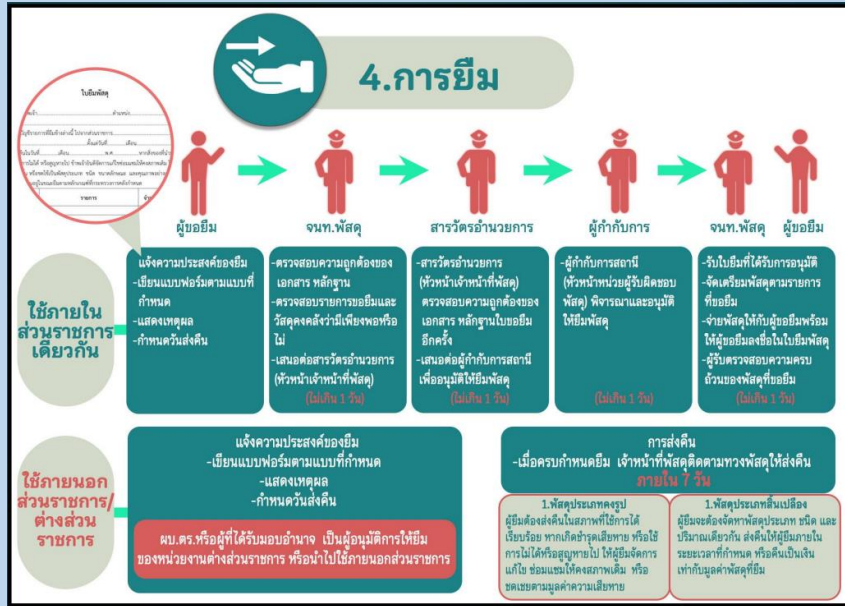 4.การยืม
ใบยืมพัสดุ
ตำแหน่ง
รายการ
ผู้ขอยืม
จนท.พัสดุ
สารวัตรอำนวยการ
ผู้กำกับการ
จนท.พัสดุ
ผู้ขอยืม
ใช้ภายใน
ส่วนราชการ
เดียวกัน
แจ้งความประสงค์ของยืม
-เขียนแบบฟอร์มตามแบบที่
กำหนด
-แสดงเหตุผล
-กำหนดวันส่งคืน
-ตรวจสอบความถูกต้องของ
เอกสาร หลักฐาน
-ตรวจสอบรายการขอยืมและ
วัสดุคงคลังว่ามีเพียงพอหรือ
ไม่
-เสนอต่อสารวัตรอำนวยการ
(หัวหน้าเจ้าหน้าที่พัสดุ)
(ไม่เกิน 1 วัน)
-สารวัตรอำนวยการ
(หัวหน้าเจ้าหน้าที่พัสดุ)
ตรวจสอบความถูกต้องของ
เอกสาร หลักฐานใบขอยืม
อีกครั้ง
-เสนอต่อผู้กำกับการสถานี
เพื่ออนุมัติให้ยืมพัสดุ
(ไม่เกิน 1 วัน)
-ผู้กำกับการสถานี
(หัวหน้าหน่วยผู้รับผิดชอบ
พัสดุ) พิจารณาและอนุมัติ
ให้ยืมพัสดุ
(ไม่เกิน 1 วัน)
-รับใบยืมที่ได้รับการอนุมัติ
-จัดเตรียมพัสดุตามรายการ
ที่ขอยืม
-จ่ายพัสดุให้กับผู้ขอยืมพร้อม
ให้ผู้ขอยืมลงชื่อในใบยืมพัสดุ
-ผู้รับตรวจสอบความครบ
ถ้วนของพัสดุที่ขอยืม
(ไม่เกิน 1 วัน)
ใช้ภายนอก
ส่วนราชการ/
ต่างส่วน
ราชการ
แจ้งความประสงค์ของยืม
-เขียนแบบฟอร์มตามแบบที่กำหนด
-แสดงเหตุผล
-กำหนดวันส่งคืน
ผบ.ตร.หรือผู้ที่ได้รับมอบอำนาจ เป็นผู้อนุมัติการให้ยืม
ของหน่วยงานต่างส่วนราชการ หรือนำไปใช้ภายนอกส่วนราชการ
การส่งคืน
-เมื่อครบกำหนดยืม เจ้าหน้าที่พัสดุติดตามทวงพัสดุให้ส่งคืน
ภายใน 7 วัน
1.พัสดุประเภทคงรูป
ผู้ยืมต้องส่งคืนในสภาพที่ใช้การได้
เรียบร้อย หากเกิดชำรุดเสียหาย หรือใช้
การไม่ได้หรือสูญหายไป ให้ผู้ยืมจัดการ
แก้ไข ซ่อมแซมให้คงสภาพเดิม หรือ
ชดเชยตามมูลค่าความเสียหาย
1.พัสดุประเภทสิ้นเปลือง
ผู้ยืมจะต้องจัดหาพัสดุประเภท ชนิด และ
ปริมาณเดียวกัน ส่งคืนให้ผู้ยืมภายใน
ระยะเวลาที่กำหนด หรือคืนเป็นเงิน
เท่ากับมูลค่าพัสดุที่ยืม